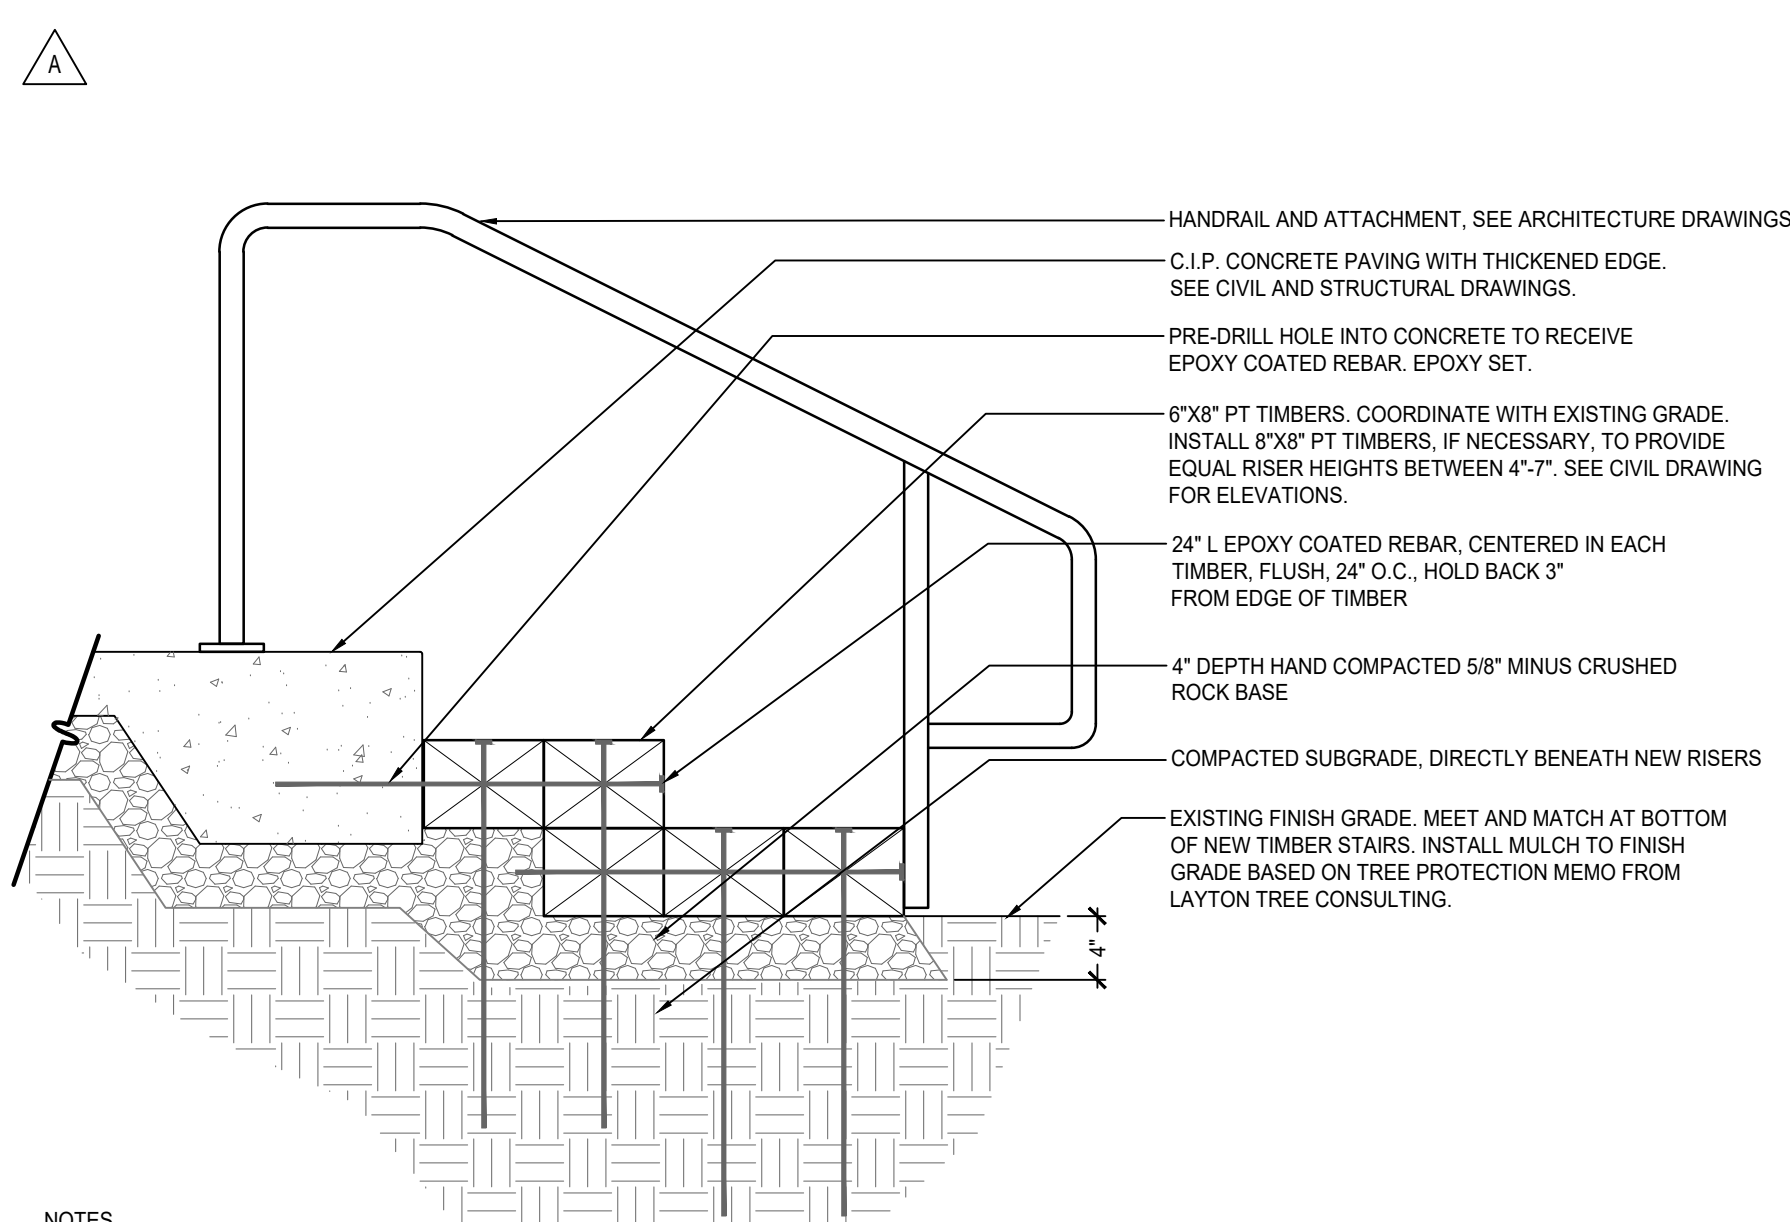 A
HANDRAIL AND ATTACHMENT, SEE ARCHITECTURE DRAWINGS
C.I.P. CONCRETE PAVING WITH THICKENED EDGE.
SEE CIVIL AND STRUCTURAL DRAWINGS.
PRE-DRILL HOLE INTO CONCRETE TO RECEIVE
EPOXY COATED REBAR. EPOXY SET.
6"X8" PT TIMBERS. COORDINATE WITH EXISTING GRADE.
INSTALL 8"X8" PT TIMBERS, IF NECESSARY, TO PROVIDE
EQUAL RISER HEIGHTS BETWEEN 4"-7". SEE CIVIL DRAWING
FOR ELEVATIONS.
24" L EPOXY COATED REBAR, CENTERED IN EACH
TIMBER, FLUSH, 24" O.C., HOLD BACK 3"
FROM EDGE OF TIMBER
4" DEPTH HAND COMPACTED 5/8" MINUS CRUSHED
ROCK BASE
COMPACTED SUBGRADE, DIRECTLY BENEATH NEW RISERS
EXISTING FINISH GRADE. MEET AND MATCH AT BOTTOM
OF NEW TIMBER STAIRS. INSTALL MULCH TO FINISH
GRADE BASED ON TREE PROTECTION MEMO FROM
LAYTON TREE CONSULTING.
4"
NOTES